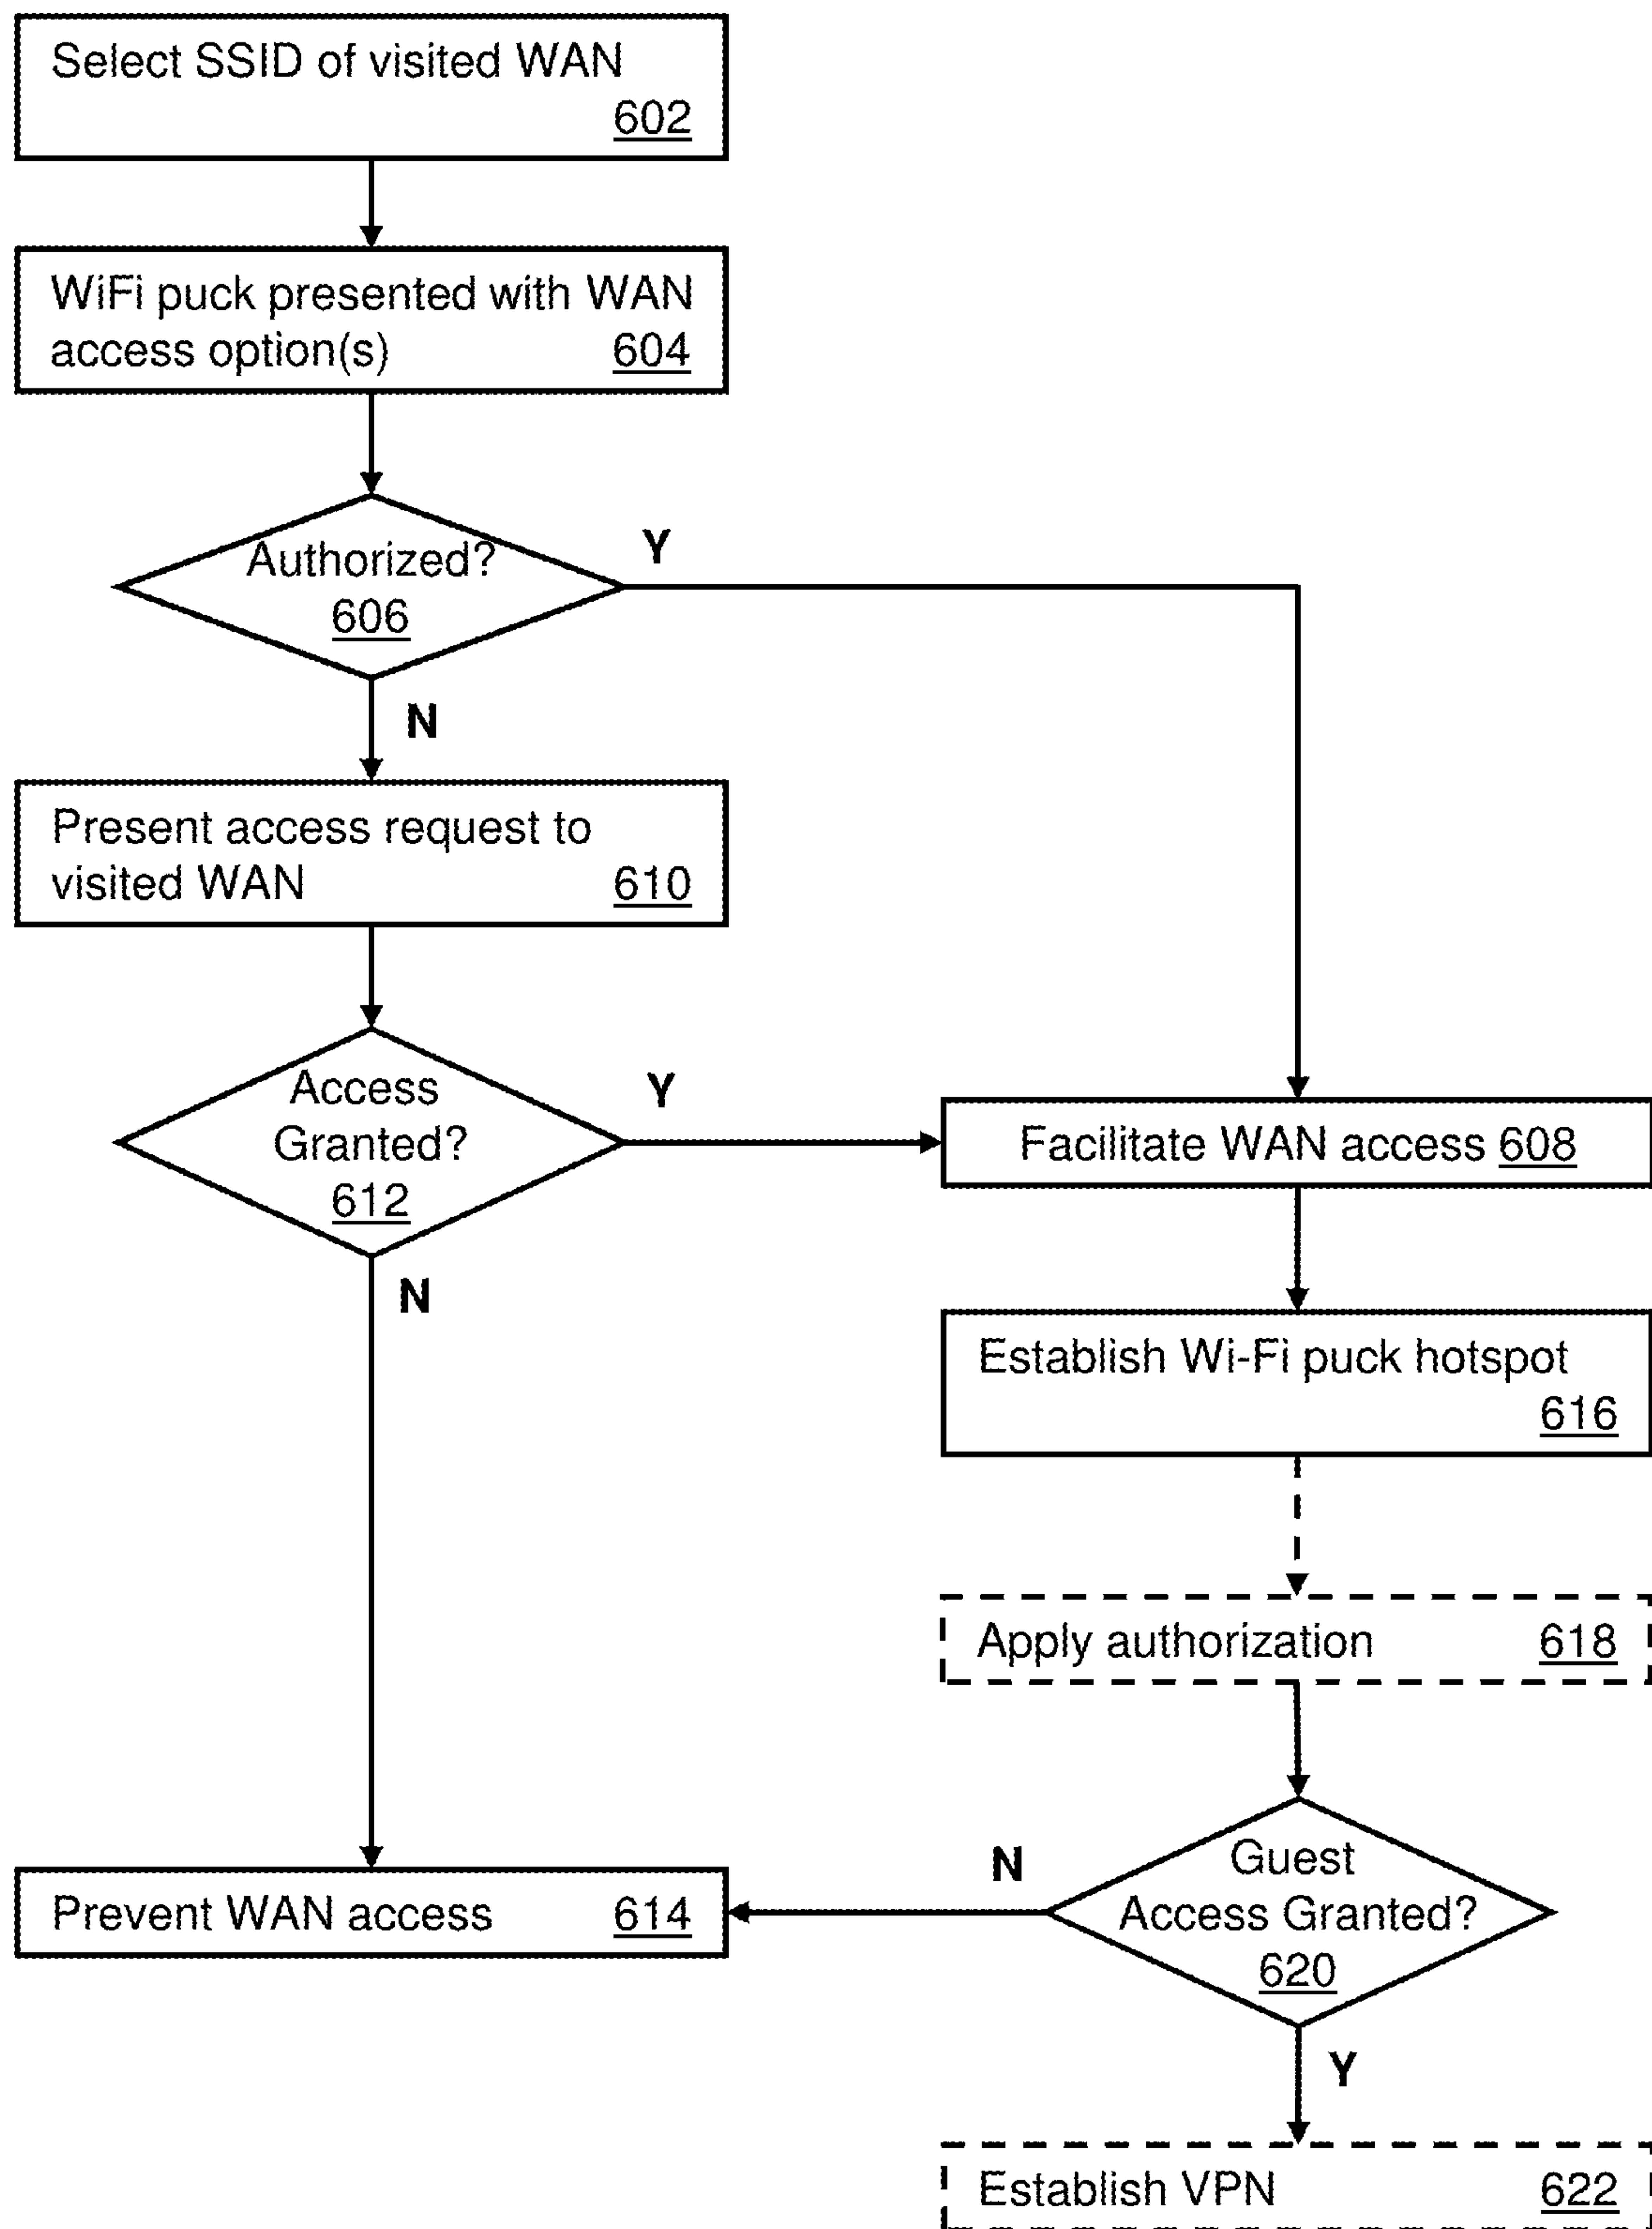 Select SSID of visited WAN
602
WiFi puck presented with WAN
access option(s) 604
Authorized?
606
Y
N
Present access request to
visited WAN 610
Access
Granted?
612
Y
N
Facilitate WAN access 608
Establish Wi-Fi puck hotspot
616
Apply authorization 618
Guest
Access Granted?
620
N
Y
Prevent WAN access 614
Establish VPN 622